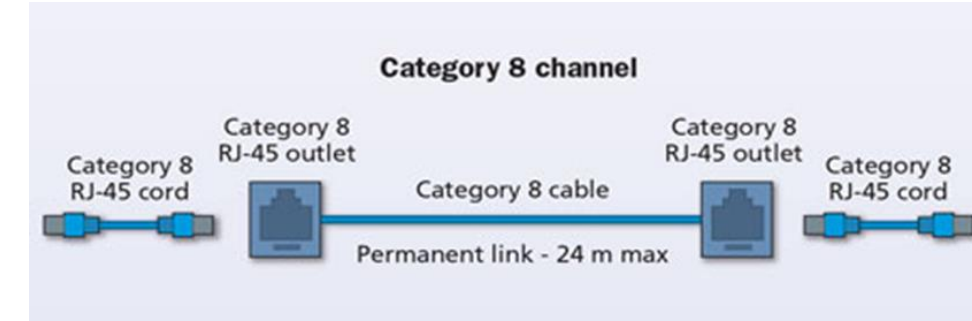 Category 8 channel
Category 8
RJ-45 outlet
Category 8
RJ-45 outlet
Category 8
RJ-45 cord
Category 8 cable
Category 8
RJ-45 cord
Permanent link - 24 m max